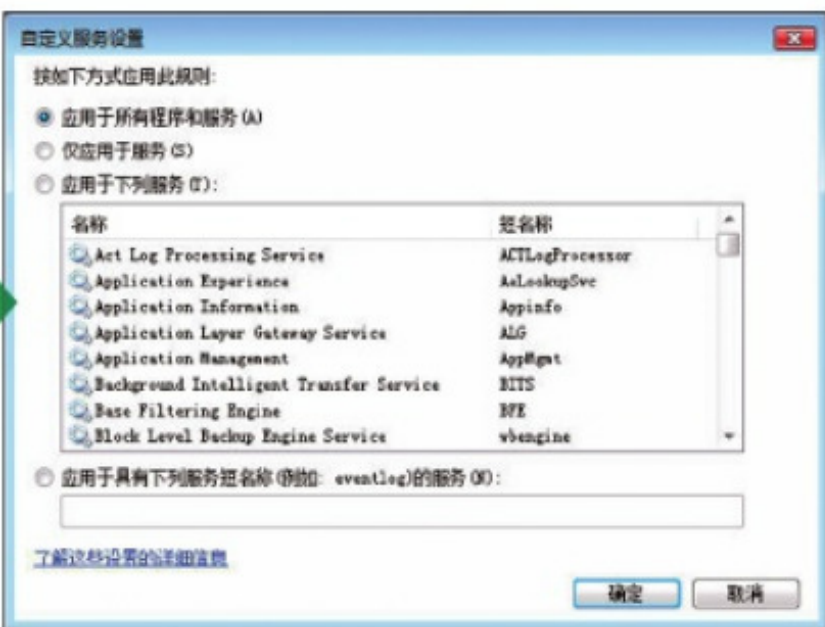 自定义服务设置
按如下方式应用此规则:
应用于所有程序和服务(A)
仅应用于服务(S)
应用于下列服务(T):
名称 短名称
Act Log Processing Service ACTLogProcessor
Application Experience AeLookupSvc
Application Information Appinfo
Application Layer Gateway Service ALG
Application Management AppMgmt
Background Intelligent Transfer Service BITS
Base Filtering Engine BFE
Block Level Backup Engine Service wbengine
应用于具有下列服务短名称(例如: eventlog)的服务(N):
了解这些设置的详细信息
确定 取消